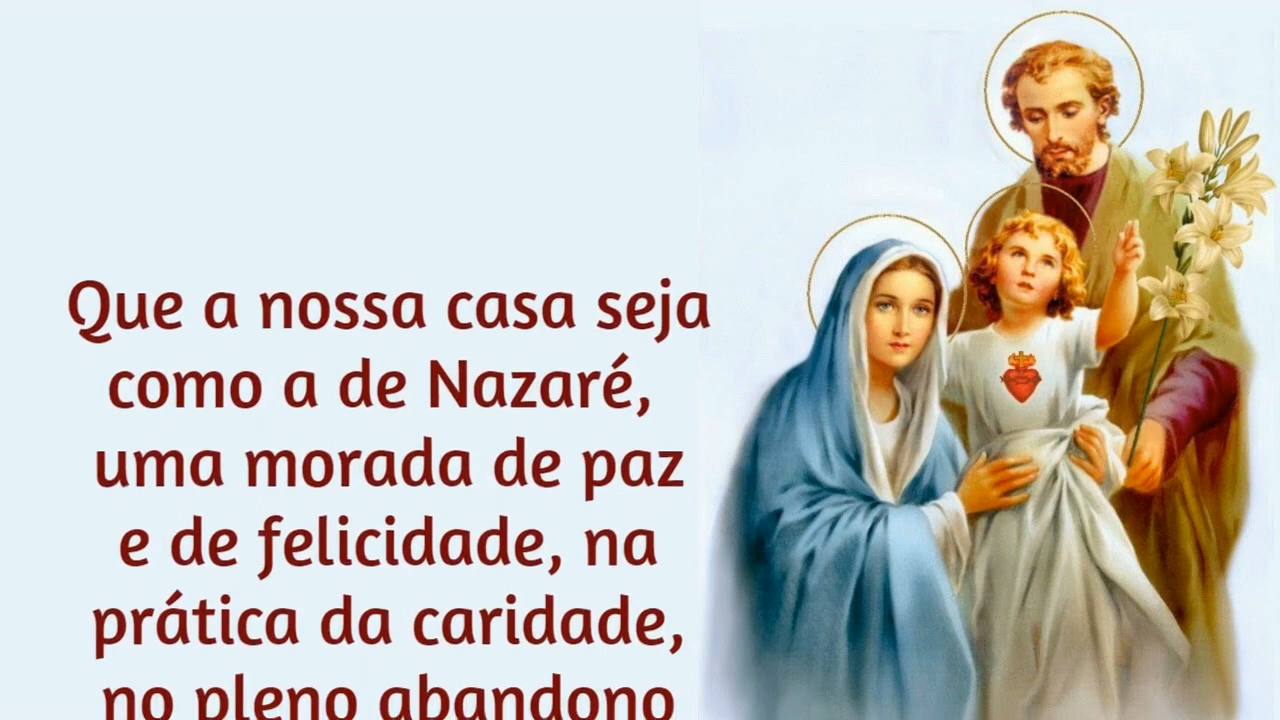 Que a nossa casa seja
como a de Nazaré,
uma morada de paz
e de felicidade, na
prática da caridade,
no pleno abandono